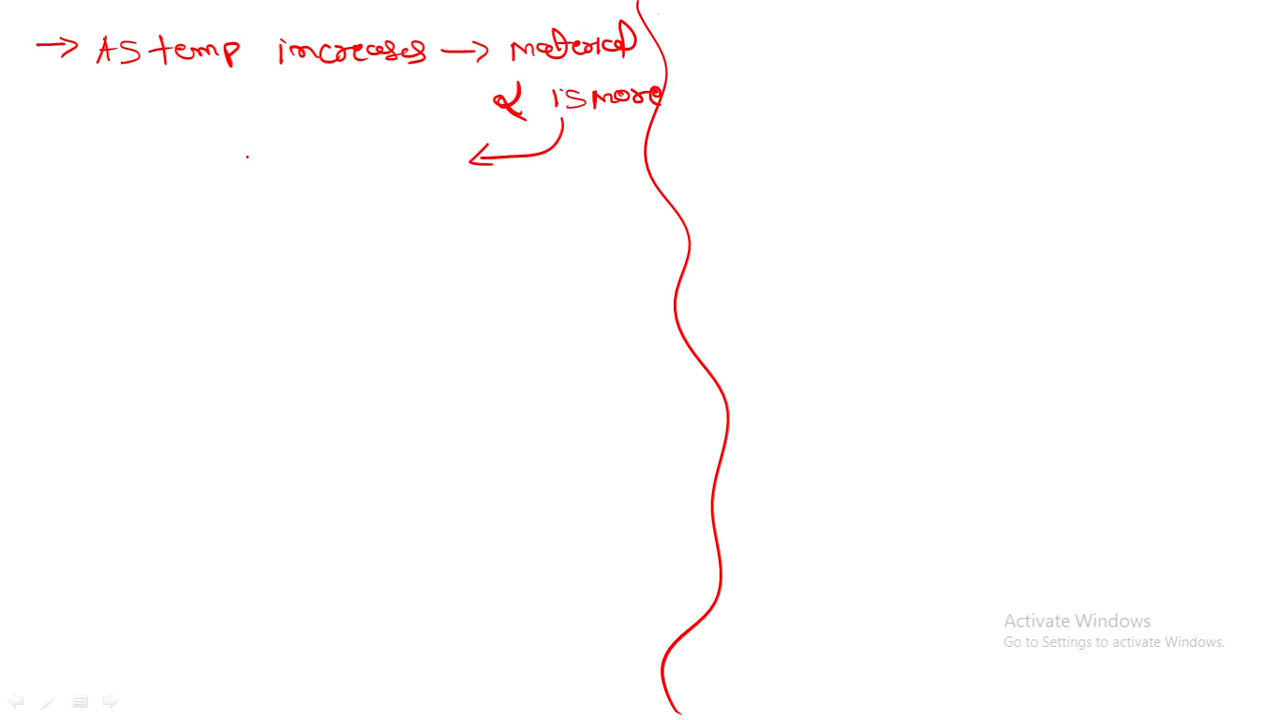 → As temp increases → material
α is more
Activate Windows
Go to Settings to activate Windows.